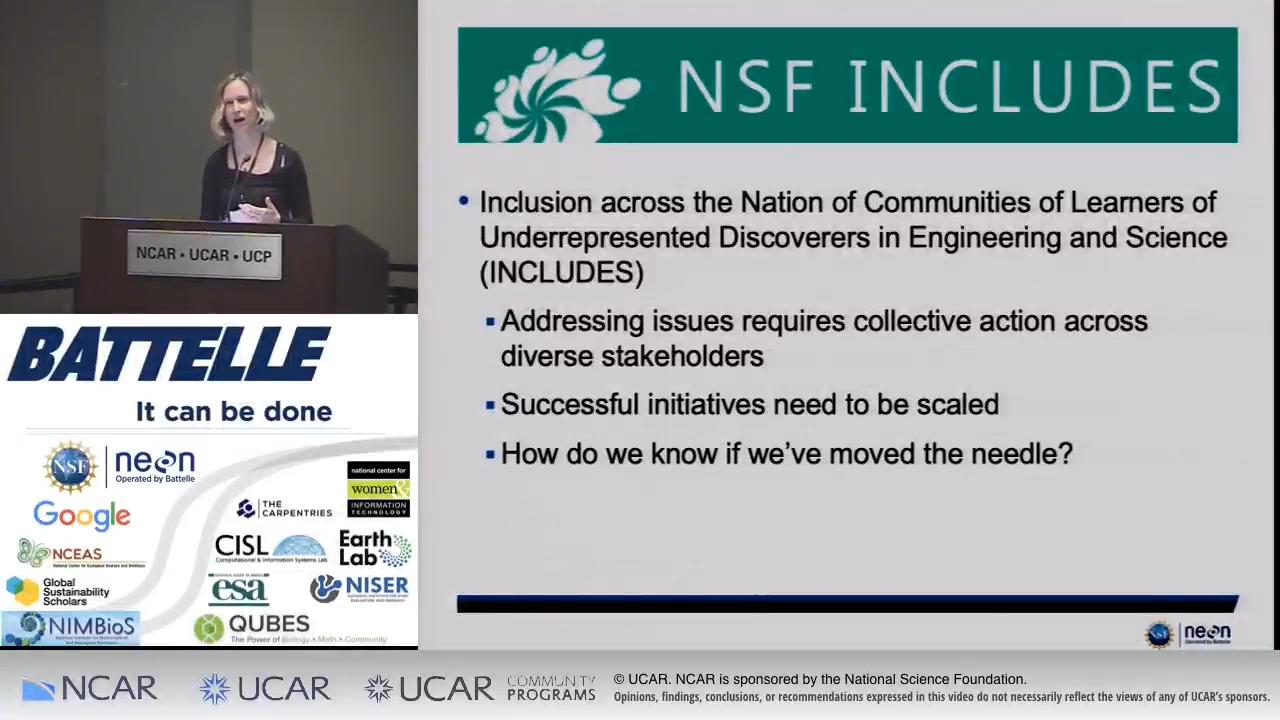 NSF INCLUDES
• Inclusion across the Nation of Communities of Learners of
Underrepresented Discoverers in Engineering and Science
(INCLUDES)
▪ Addressing issues requires collective action across
diverse stakeholders
▪ Successful initiatives need to be scaled
▪ How do we know if we’ve moved the needle?
NSF
neon
Operated by Battelle
NCAR • UCAR • UCP
BATTELLE
It can be done
NSF
neon
Operated by Battelle
national center for
women &
INFORMATION
TECHNOLOGY
Google
THE
CARPENTRIES
NCEAS
CISL
Computational & Information Systems Lab
Earth
Lab
Global
Sustainability
Scholars
esa
NISER
NIMBioS
QUBES
The Power of Biology • Math • Community
NCAR
UCAR
UCAR
COMMUNITY
PROGRAMS
© UCAR. NCAR is sponsored by the National Science Foundation.
Opinions, findings, conclusions, or recommendations expressed in this video do not necessarily reflect the views of any of UCAR's sponsors.